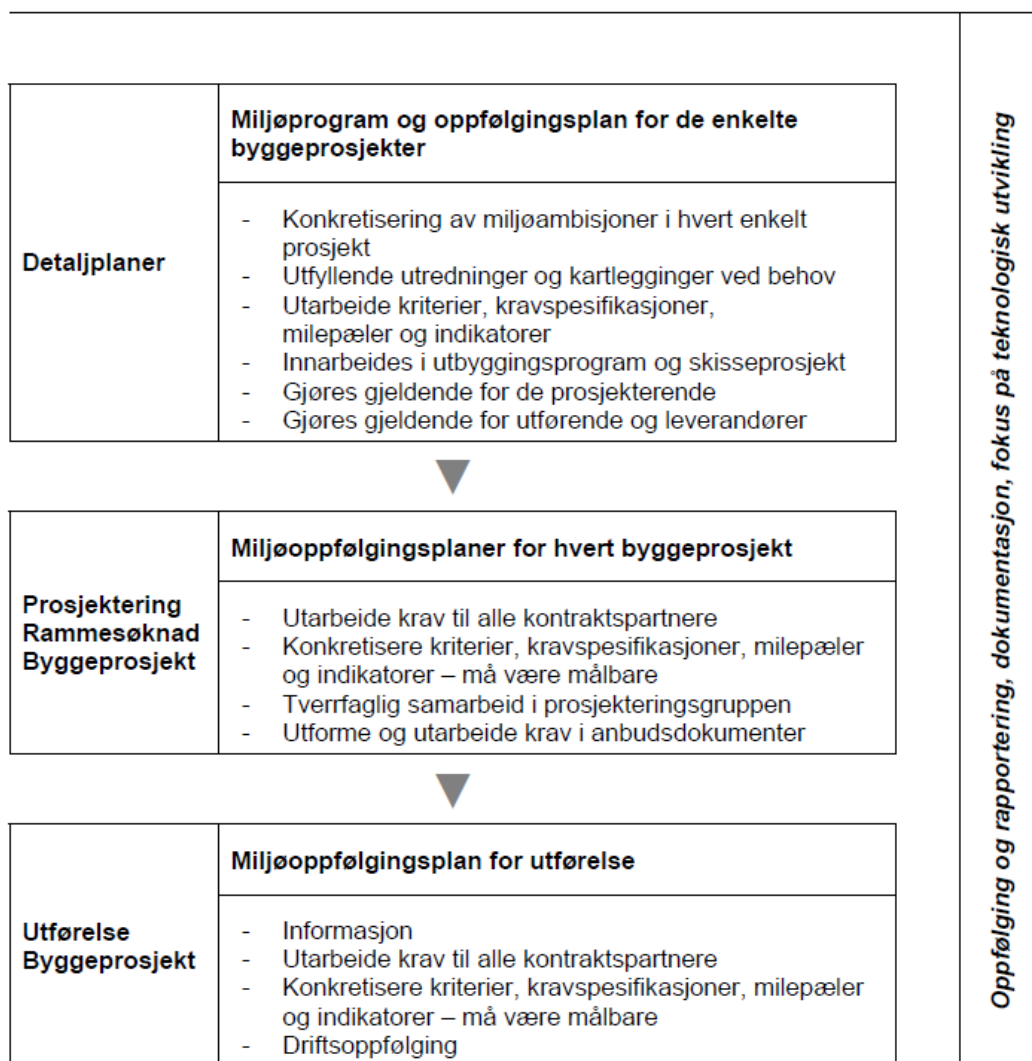 Detaljplaner
Miljøprogram og oppfølgingsplan for de enkelte
byggeprosjekter
- Konkretisering av miljøambisjoner i hvert enkelt
prosjekt
- Utfyllende utredninger og kartlegginger ved behov
- Utarbeide kriterier, kravspesifikasjoner,
milepæler og indikatorer
- Innarbeides i utbyggingsprogram og skisseprosjekt
- Gjøres gjeldende for de prosjekterende
- Gjøres gjeldende for utførende og leverandører
Prosjektering
Rammesøknad
Byggeprosjekt
Miljøoppfølgingsplaner for hvert byggeprosjekt
- Utarbeide krav til alle kontraktspartnere
- Konkretisere kriterier, kravspesifikasjoner, milepæler
og indikatorer – må være målbare
- Tverrfaglig samarbeid i prosjekteringsgruppen
- Utforme og utarbeide krav i anbudsdokumenter
Utførelse
Byggeprosjekt
Miljøoppfølgingsplan for utførelse
- Informasjon
- Utarbeide krav til alle kontraktspartnere
- Konkretisere kriterier, kravspesifikasjoner, milepæler
og indikatorer – må være målbare
- Driftsoppfølging
Oppfølging og rapportering, dokumentasjon, fokus på teknologisk utvikling